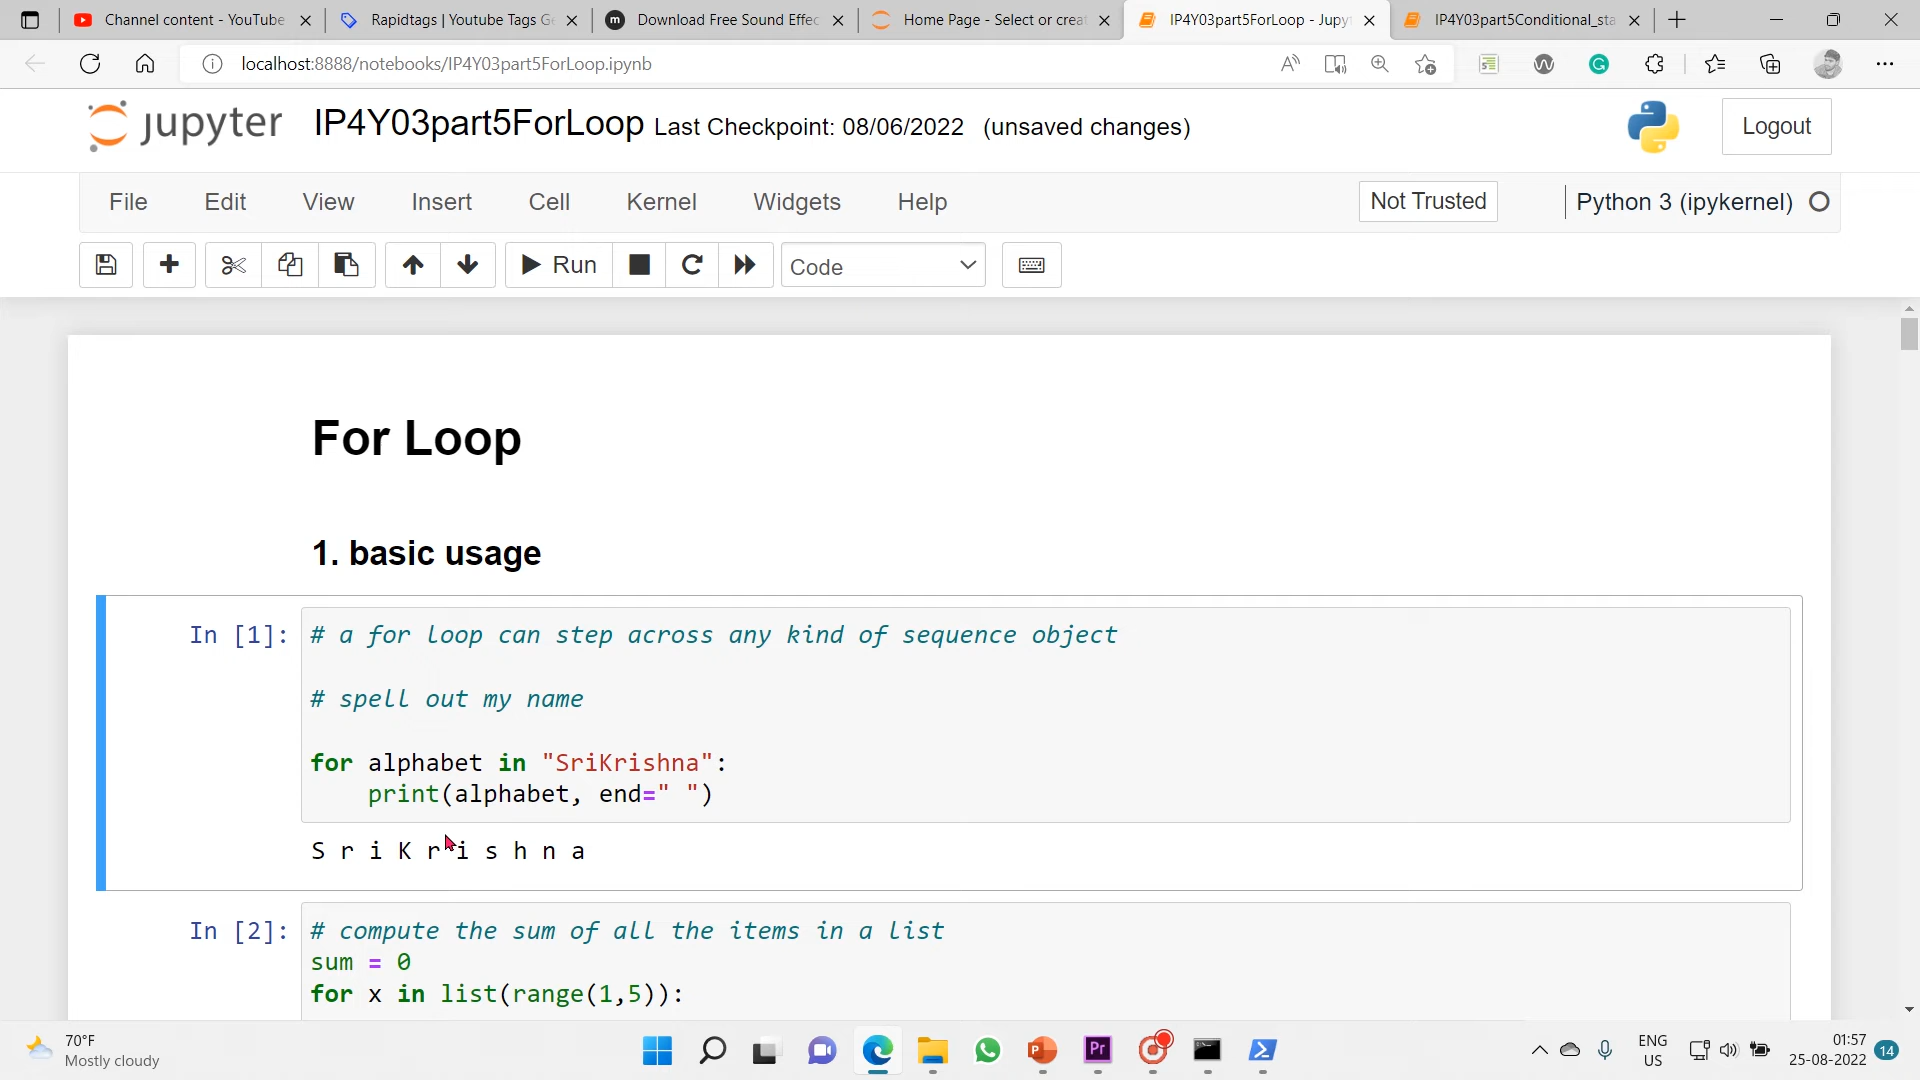 Channel content - YouTube
Rapidtags | Youtube Tags Ge
Download Free Sound Effec
Home Page - Select or creat
IP4Y03part5ForLoop - Jupy
IP4Y03part5Conditional_sta
localhost:8888/notebooks/IP4Y03part5ForLoop.ipynb
jupyter IP4Y03part5ForLoop Last Checkpoint: 08/06/2022 (unsaved changes)
Logout
File Edit View Insert Cell Kernel Widgets Help
Not Trusted
Python 3 (ipykernel)
Run
Code
For Loop
1. basic usage
In [1]: # a for loop can step across any kind of sequence object
# spell out my name
for alphabet in "SriKrishna":
    print(alphabet, end=" ")
S r i K r i s h n a
In [2]: # compute the sum of all the items in a list
sum = 0
for x in list(range(1,5)):
70°F
Mostly cloudy
Pr
ENG
US
01:57
25-08-2022
14